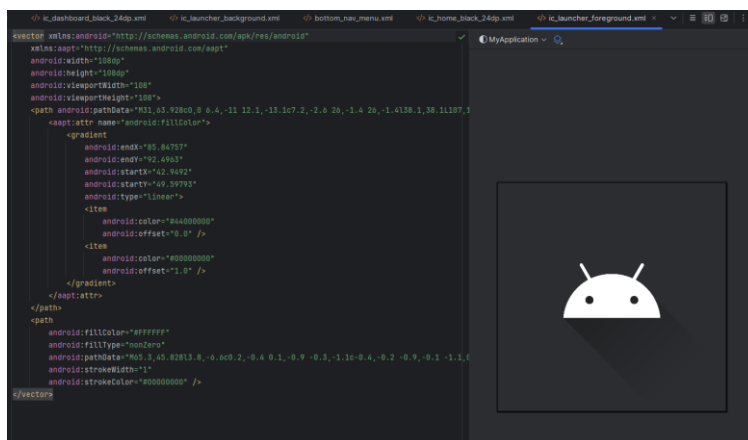 ic_dashboard_black_24dp.xml ic_launcher_background.xml bottom_nav_menu.xml ic_home_black_24dp.xml ic_launcher_foreground.xml
MyApplication
<vector xmlns:android="http://schemas.android.com/apk/res/android"
xmlns:aapt="http://schemas.android.com/aapt"
android:width="108dp"
android:height="108dp"
android:viewportWidth="108"
android:viewportHeight="108">
<path android:pathData="M31,63.928c0,0 6.4,-11 12.1,-13.1c7.2,-2.6 26,-1.4 26,-1.4l38.1,38.1L107,1
<aapt:attr name="android:fillColor">
<gradient
android:endX="85.84757"
android:endY="92.4963"
android:startX="42.9492"
android:startY="49.59793"
android:type="linear">
<item
android:color="#44000000"
android:offset="0.0" />
<item
android:color="#00000000"
android:offset="1.0" />
</gradient>
</aapt:attr>
</path>
<path
android:fillColor="#FFFFFF"
android:fillType="nonZero"
android:pathData="M65.3,45.828l3.8,-6.6c0.2,-0.4 0.1,-0.9 -0.3,-1.1c-0.4,-0.2 -0.9,-0.1 -1.1,0
android:strokeWidth="1"
android:strokeColor="#00000000" />
</vector>